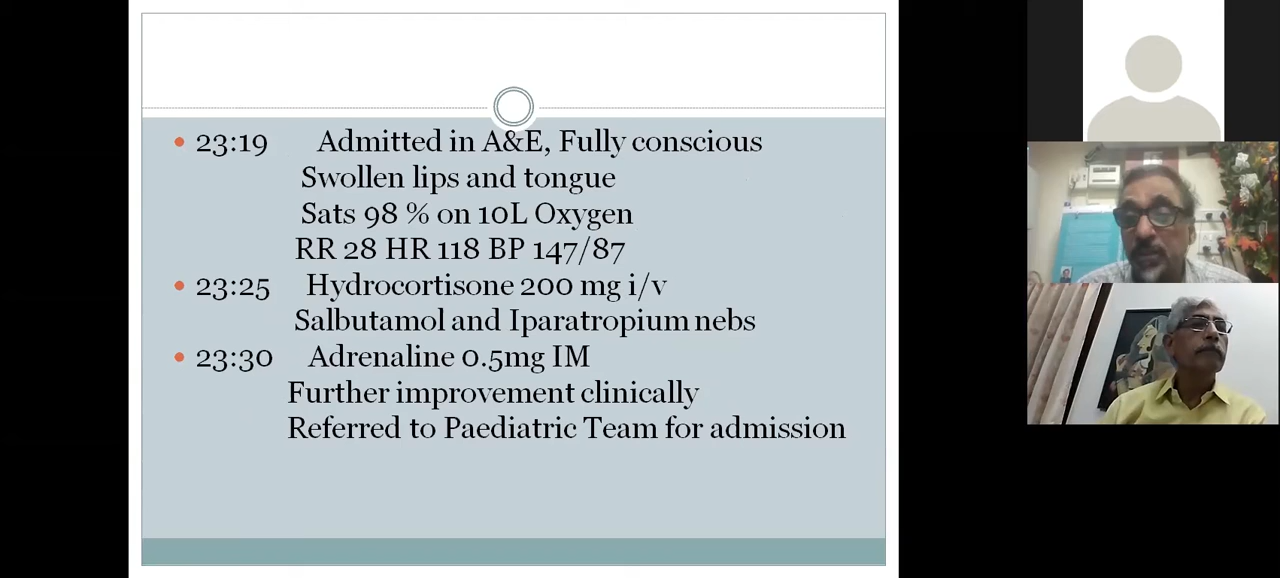 • 23:19 Admitted in A&E, Fully conscious
Swollen lips and tongue
Sats 98 % on 10L Oxygen
RR 28 HR 118 BP 147/87
• 23:25 Hydrocortisone 200 mg i/v
Salbutamol and Iparatropium nebs
• 23:30 Adrenaline 0.5mg IM
Further improvement clinically
Referred to Paediatric Team for admission